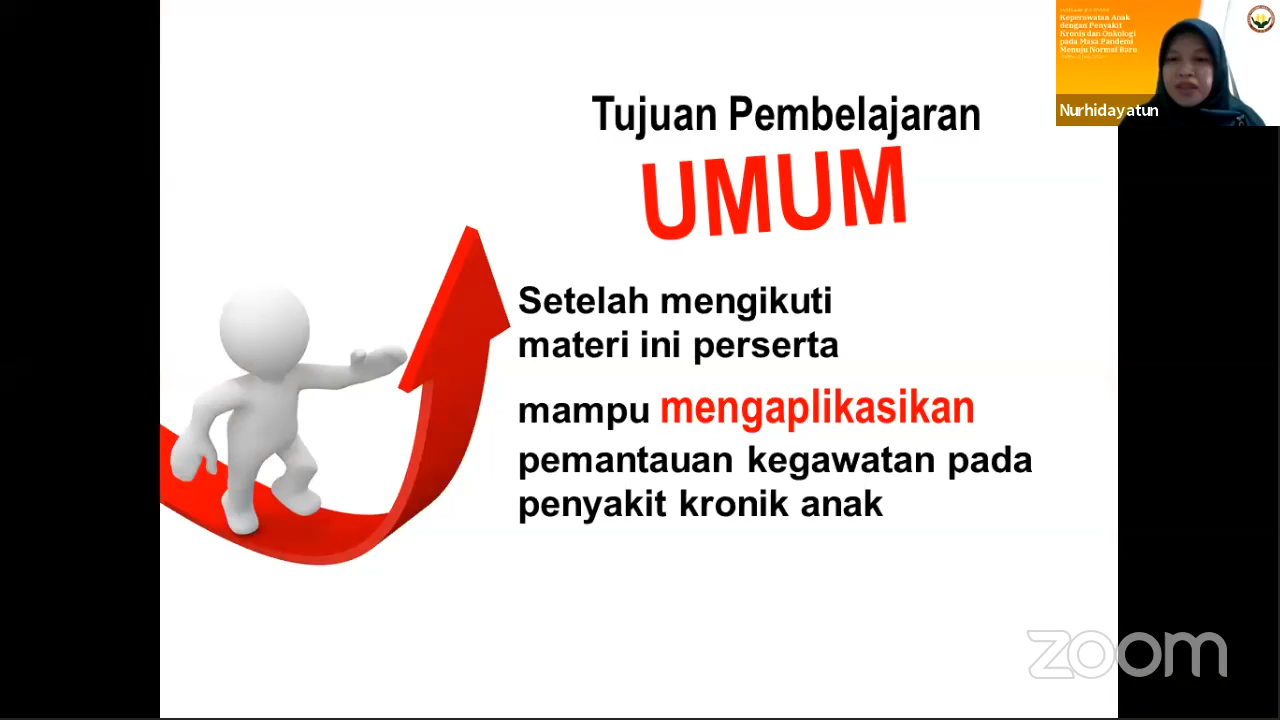 Keperawatan Anak
dengan Penyakit
Kronis dan Onkologi
pada Masa Pandemi
Menuju Normal Baru
Nurhidayatun
Tujuan Pembelajaran
UMUM
Setelah mengikuti
materi ini perserta
mampu mengaplikasikan
pemantauan kegawatan pada
penyakit kronik anak
zoom